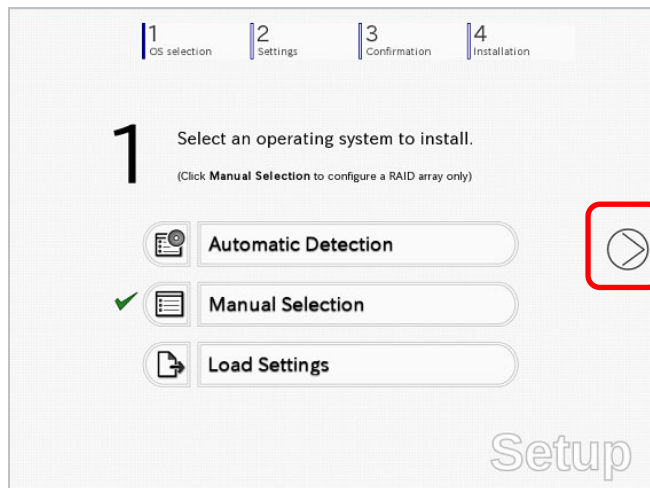 1 2 3 4
OS selection Settings Confirmation Installation
1 Select an operating system to install.
(Click Manual Selection to configure a RAID array only)
Automatic Detection
Manual Selection
Load Settings
Setup